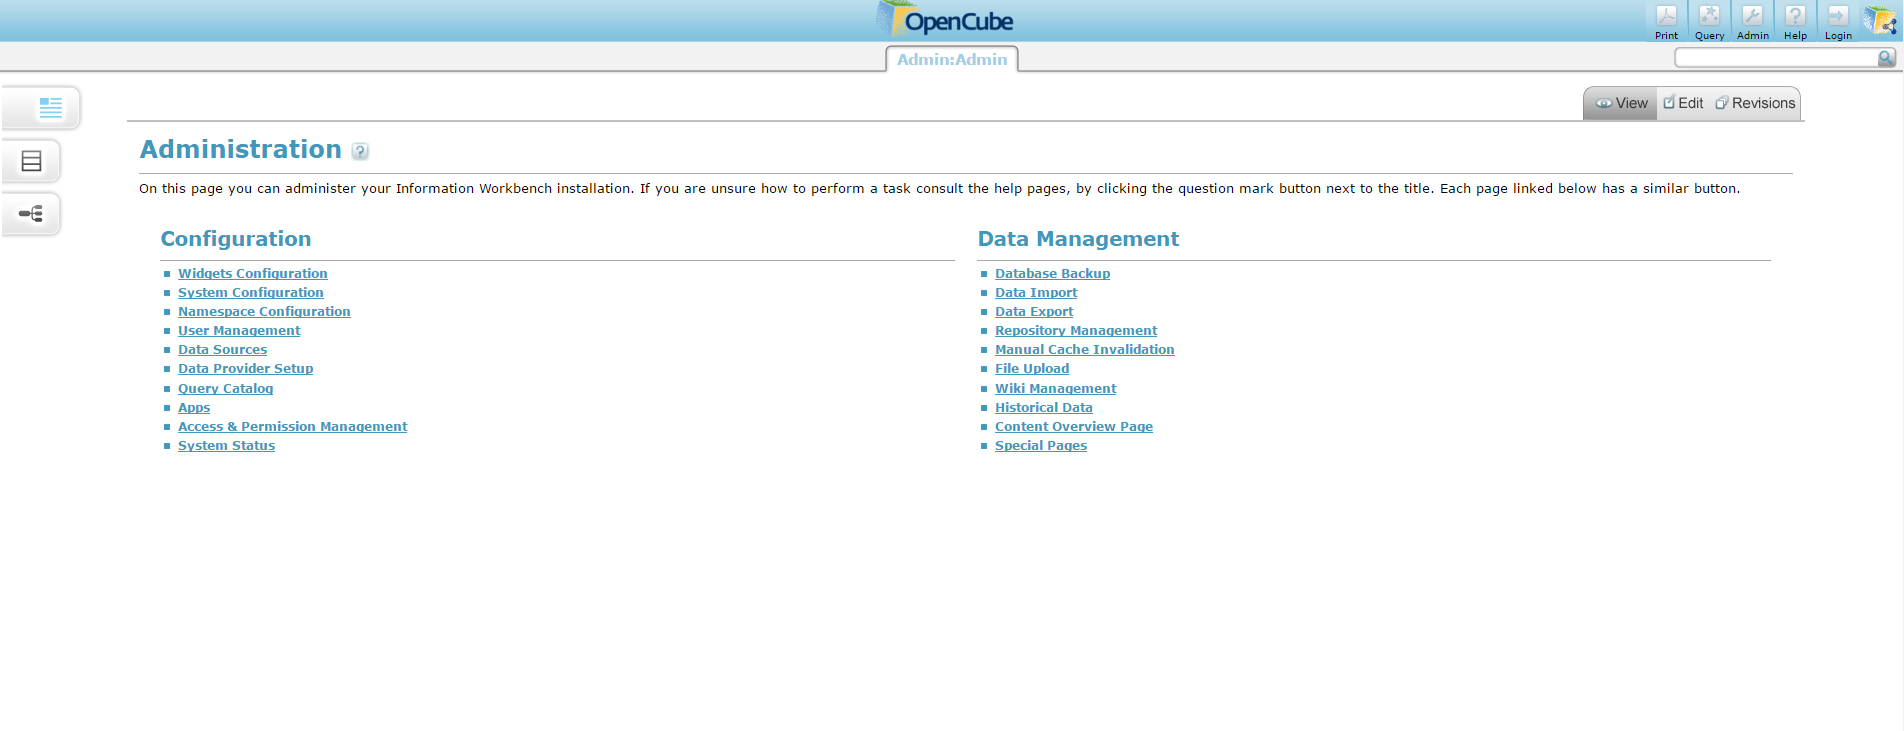 OpenCube
Print Query Admin Help Login
Admin:Admin
View Edit Revisions
Administration ?
On this page you can administer your Information Workbench installation. If you are unsure how to perform a task consult the help pages, by clicking the question mark button next to the title. Each page linked below has a similar button.
Configuration
Widgets Configuration
System Configuration
Namespace Configuration
User Management
Data Sources
Data Provider Setup
Query Catalog
Apps
Access & Permission Management
System Status
Data Management
Database Backup
Data Import
Data Export
Repository Management
Manual Cache Invalidation
File Upload
Wiki Management
Historical Data
Content Overview Page
Special Pages